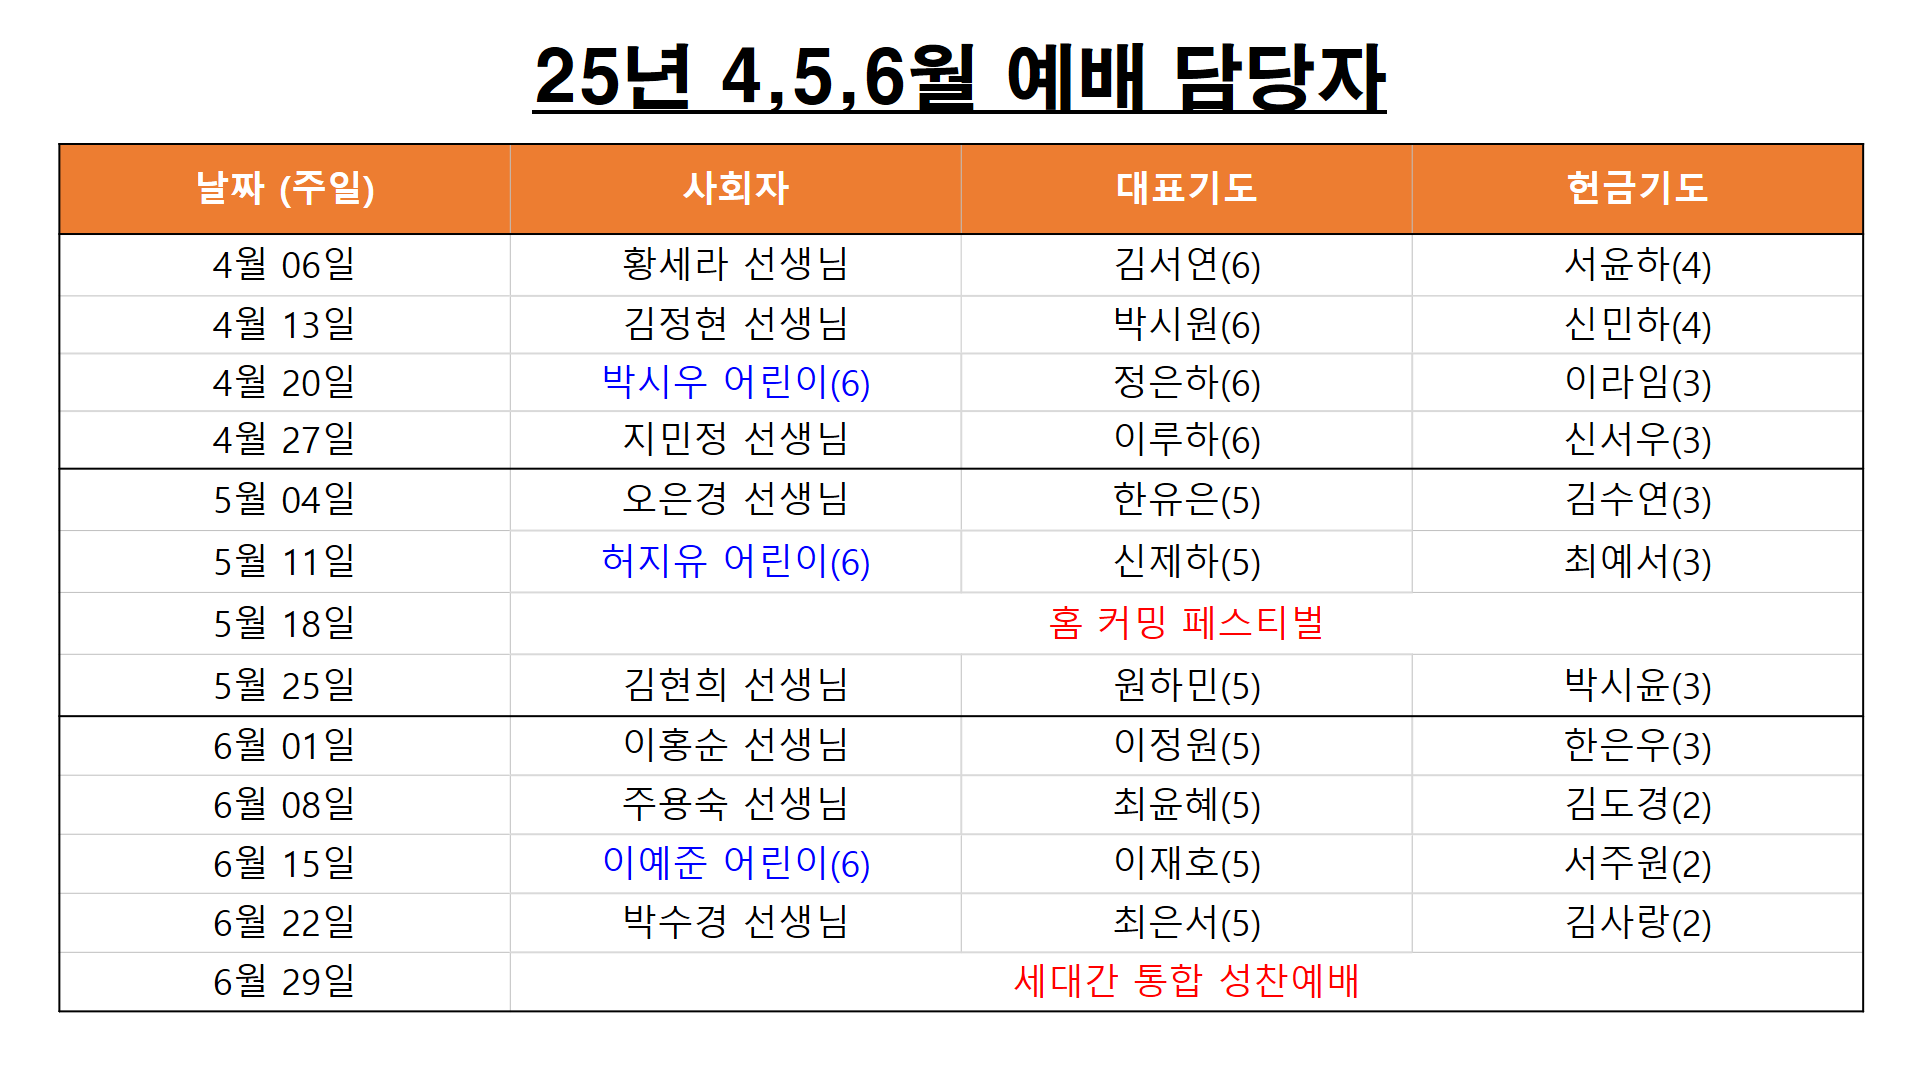 25년 4,5,6월 예배 담당자
날짜 (주일) 사회자 대표기도 헌금기도
4월 06일 황세라 선생님 김서연(6) 서윤하(4)
4월 13일 김정현 선생님 박시원(6) 신민하(4)
4월 20일 박시우 어린이(6) 정은하(6) 이라임(3)
4월 27일 지민정 선생님 이루하(6) 신서우(3)
5월 04일 오은경 선생님 한유은(5) 김수연(3)
5월 11일 허지유 어린이(6) 신제하(5) 최예서(3)
5월 18일 홈 커밍 페스티벌
5월 25일 김현희 선생님 원하민(5) 박시윤(3)
6월 01일 이홍순 선생님 이정원(5) 한은우(3)
6월 08일 주용숙 선생님 최윤혜(5) 김도경(2)
6월 15일 이예준 어린이(6) 이재호(5) 서주원(2)
6월 22일 박수경 선생님 최은서(5) 김사랑(2)
6월 29일 세대간 통합 성찬예배